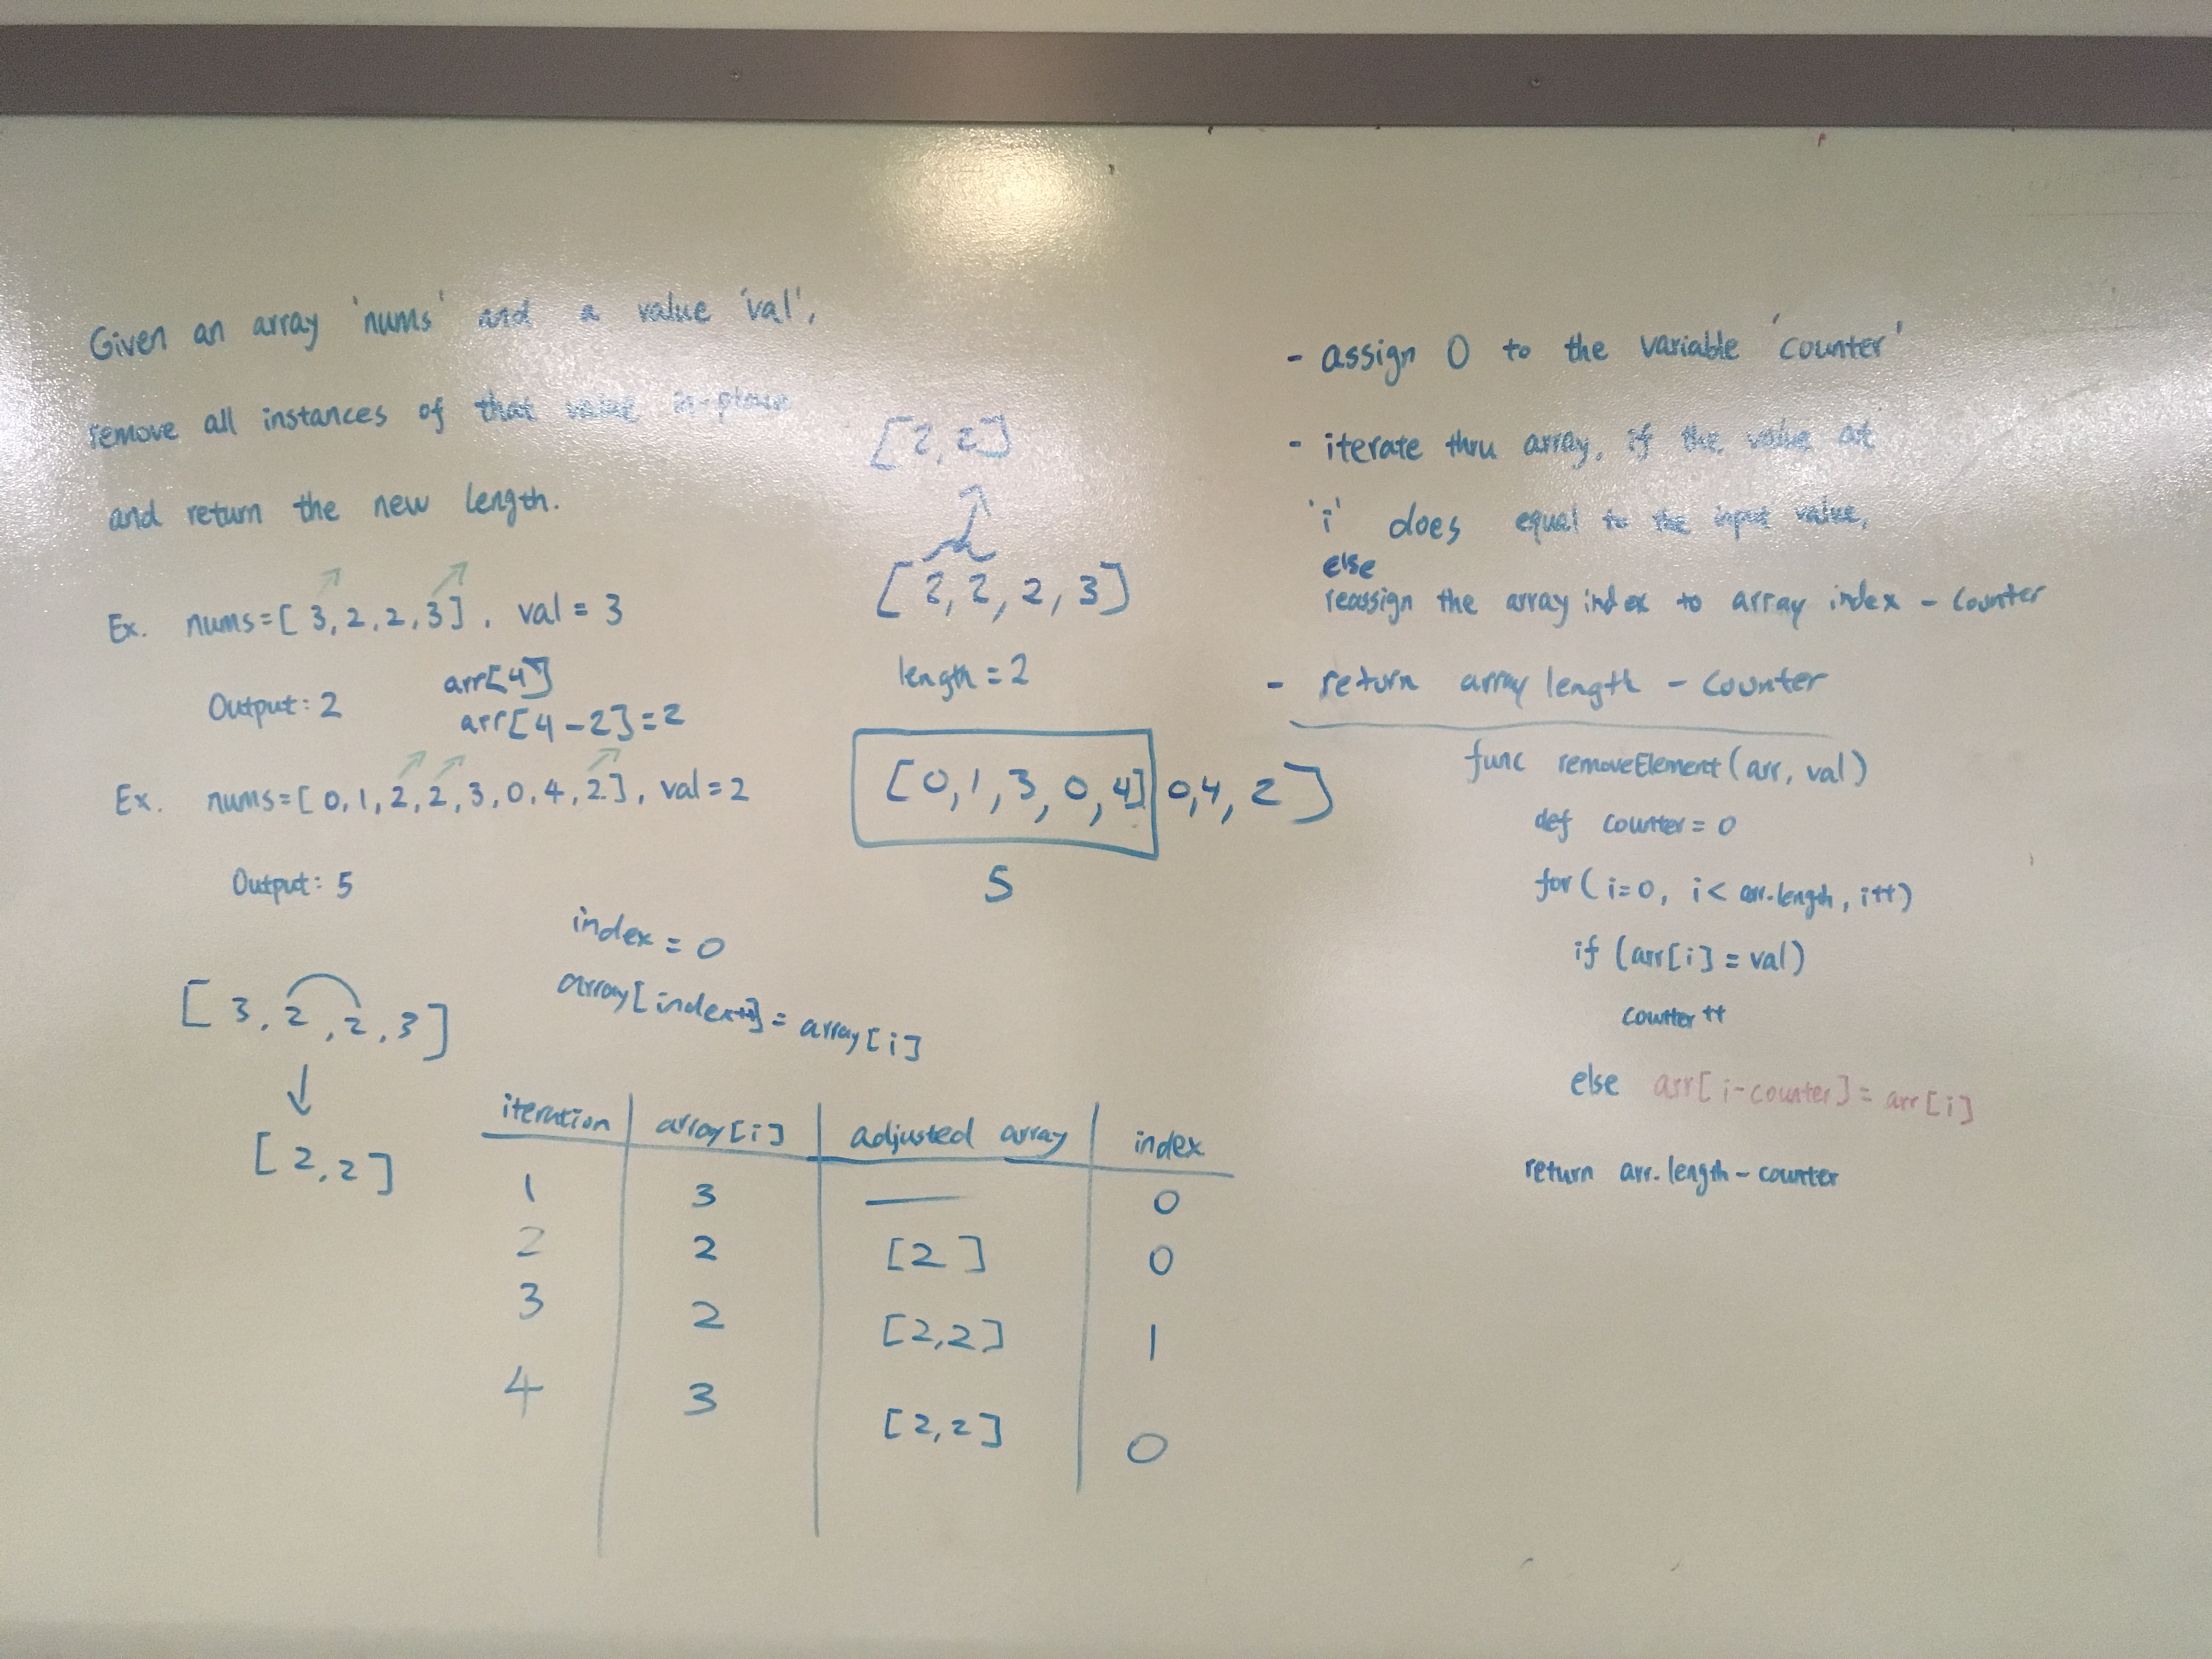 Given an array 'nums' and a value 'val',
remove all instances of that value in-place
and return the new length.
Ex. nums=[3,2,2,3], val=3
Output: 2
arr[4]
arr[4-2]=2
Ex. nums=[0,1,2,2,3,0,4,2], val=2
Output: 5
[3,2,2,3]
[2,2]
index = 0
array[index++] = array[i]
[2,2]
[2,2,2,3]
length = 2
[0,1,3,0,4] 0,4,2]
5
iteration array[i] adjusted array index
1 3 — 0
2 2 [2] 0
3 2 [2,2] 1
4 3 [2,2] 0
- assign 0 to the variable 'counter'
- iterate thru array, if the value at
'i' does equal to the input value,
else
reassign the array index to array index - counter
- return array length - counter
func removeElement(arr, val)
def counter = 0
for(i=0, i< arr.length, i++)
if (arr[i] = val)
counter++
else arr[i-counter] = arr[i]
return arr.length - counter